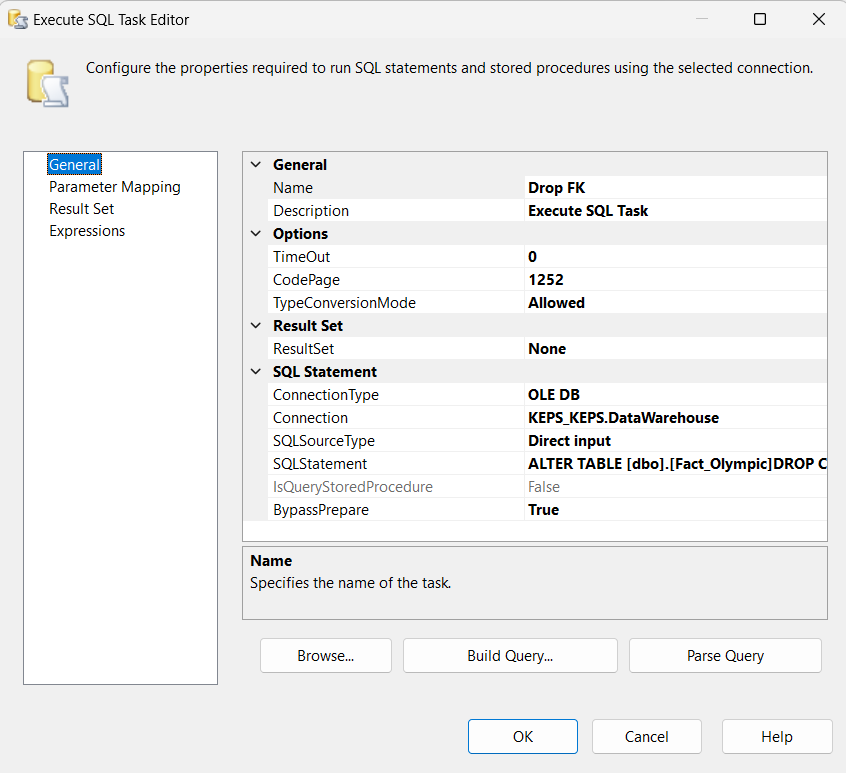 Execute SQL Task Editor
Configure the properties required to run SQL statements and stored procedures using the selected connection.
General
Parameter Mapping
Result Set
Expressions
General
Name Drop FK
Description Execute SQL Task
Options
TimeOut 0
CodePage 1252
TypeConversionMode Allowed
Result Set
ResultSet None
SQL Statement
ConnectionType OLE DB
Connection KEPS_KEPS.DataWarehouse
SQLSourceType Direct input
SQLStatement ALTER TABLE [dbo].[Fact_Olympic]DROP C
IsQueryStoredProcedure False
BypassPrepare True
Name
Specifies the name of the task.
Browse... Build Query... Parse Query
OK Cancel Help